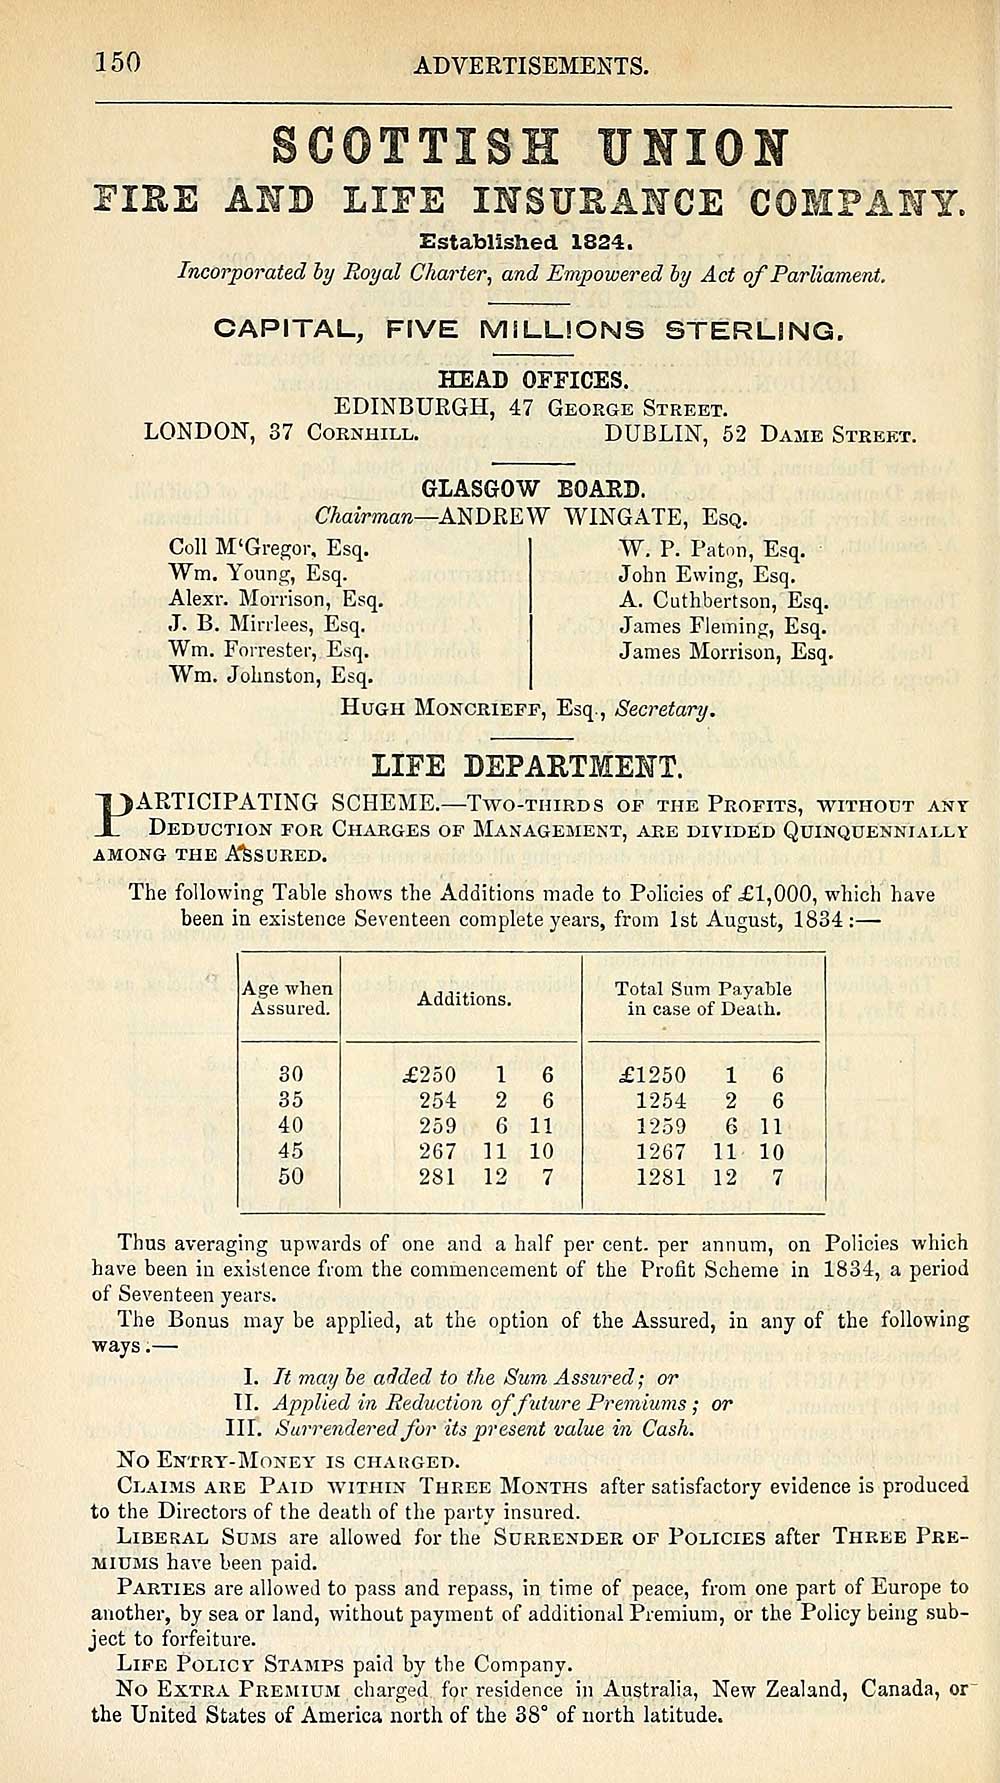 150 ADVERTISEMENTS.
SCOTTISH UNION
FIRE AND LIFE INSURANCE COMPANY.
Established 1824.
Incorporated by Royal Charter, and Empowered by Act of Parliament.
CAPITAL, FIVE MILLIONS STERLING.
HEAD OFFICES.
EDINBURGH, 47 GEORGE STREET.
LONDON, 37 CORNHILL. DUBLIN, 52 DAME STREET.
GLASGOW BOARD.
Chairman—ANDREW WINGATE, ESQ.
Coll M‘Gregor, Esq.
Wm. Young, Esq.
Alexr. Morrison, Esq.
J. B. Mirrlees, Esq.
Wm. Forrester, Esq.
Wm. Johnston, Esq.
W. P. Paton, Esq.
John Ewing, Esq.
A. Cuthbertson, Esq.
James Fleming, Esq.
James Morrison, Esq.
HUGH MONCRIEFF, Esq., Secretary.
LIFE DEPARTMENT.
PARTICIPATING SCHEME.—TWO-THIRDS OF THE PROFITS, WITHOUT ANY
DEDUCTION FOR CHARGES OF MANAGEMENT, ARE DIVIDED QUINQUENNIALLY
AMONG THE ASSURED.
The following Table shows the Additions made to Policies of £1,000, which have
been in existence Seventeen complete years, from 1st August, 1834:—
Age when Assured. Additions. Total Sum Payable in case of Death.
30 £250 1 6 £1250 1 6
35 254 2 6 1254 2 6
40 259 6 11 1259 6 11
45 267 11 10 1267 11 10
50 281 12 7 1281 12 7
Thus averaging upwards of one and a half per cent. per annum, on Policies which
have been in existence from the commencement of the Profit Scheme in 1834, a period
of Seventeen years.
The Bonus may be applied, at the option of the Assured, in any of the following
ways:—
I. It may be added to the Sum Assured; or
II. Applied in Reduction of future Premiums; or
III. Surrendered for its present value in Cash.
NO ENTRY-MONEY IS CHARGED.
CLAIMS ARE PAID WITHIN THREE MONTHS after satisfactory evidence is produced
to the Directors of the death of the party insured.
LIBERAL SUMS are allowed for the SURRENDER OF POLICIES after THREE PRE-
MIUMS have been paid.
PARTIES are allowed to pass and repass, in time of peace, from one part of Europe to
another, by sea or land, without payment of additional Premium, or the Policy being sub-
ject to forfeiture.
LIFE POLICY STAMPS paid by the Company.
NO EXTRA PREMIUM charged for residence in Australia, New Zealand, Canada, or
the United States of America north of the 38° of north latitude.